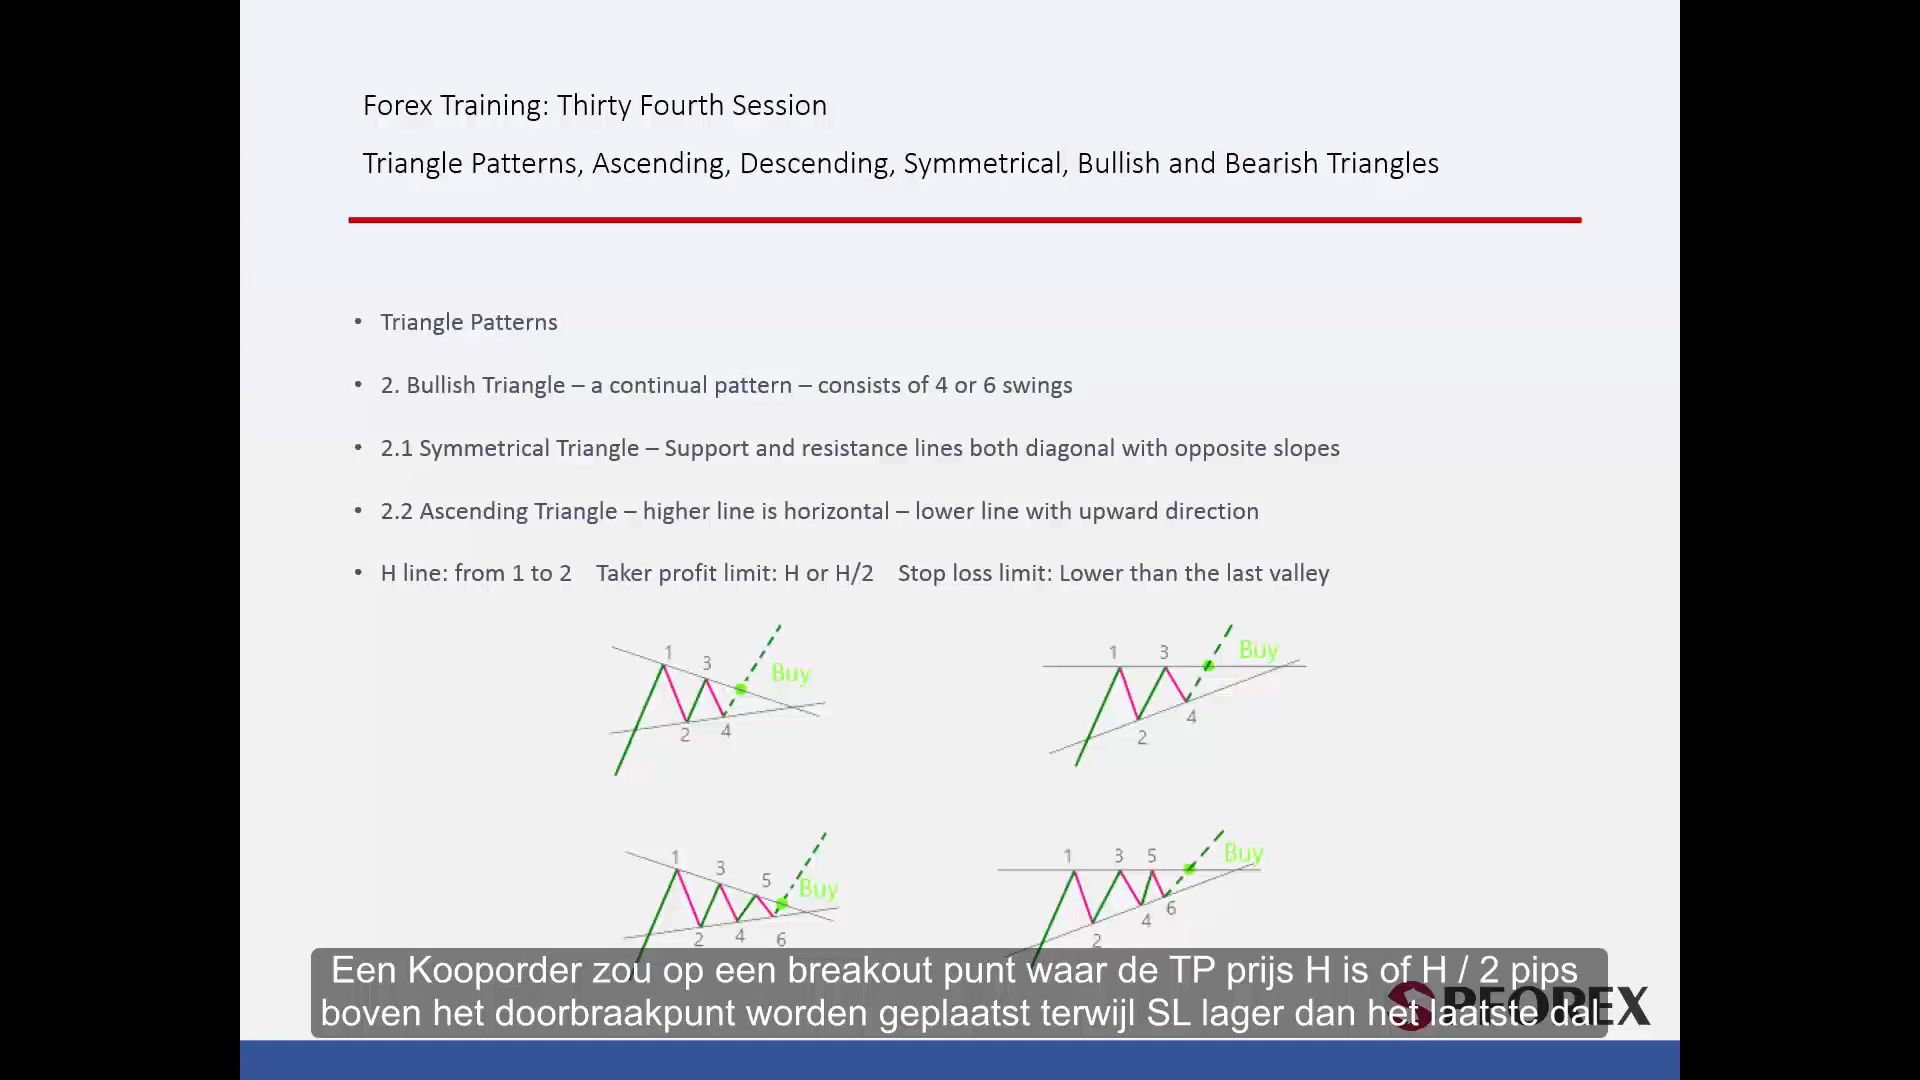 Forex Training: Thirty Fourth Session
Triangle Patterns, Ascending, Descending, Symmetrical, Bullish and Bearish Triangles
• Triangle Patterns
• 2. Bullish Triangle – a continual pattern – consists of 4 or 6 swings
• 2.1 Symmetrical Triangle – Support and resistance lines both diagonal with opposite slopes
• 2.2 Ascending Triangle – higher line is horizontal – lower line with upward direction
• H line: from 1 to 2 Taker profit limit: H or H/2 Stop loss limit: Lower than the last valley
1 3 Buy
2 4
1 3 Buy
2 4
1 3 5 Buy
2 4 6
1 3 5 Buy
2 4 6
Een Kooporder zou op een breakout punt waar de TP prijs H is of H / 2 pips
boven het doorbraakpunt worden geplaatst terwijl SL lager dan het laatste dal